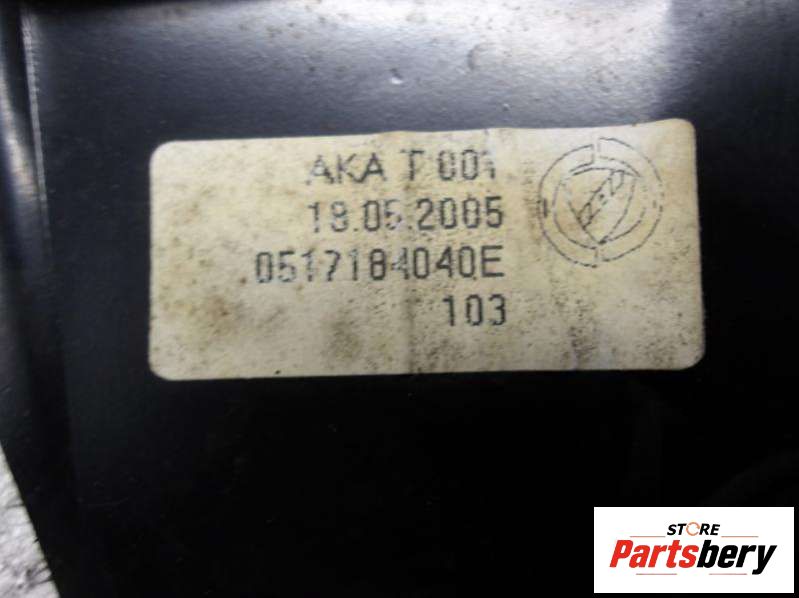 AKA T 001
18.05.2005
0517184040E
103
STORE
Partsbery